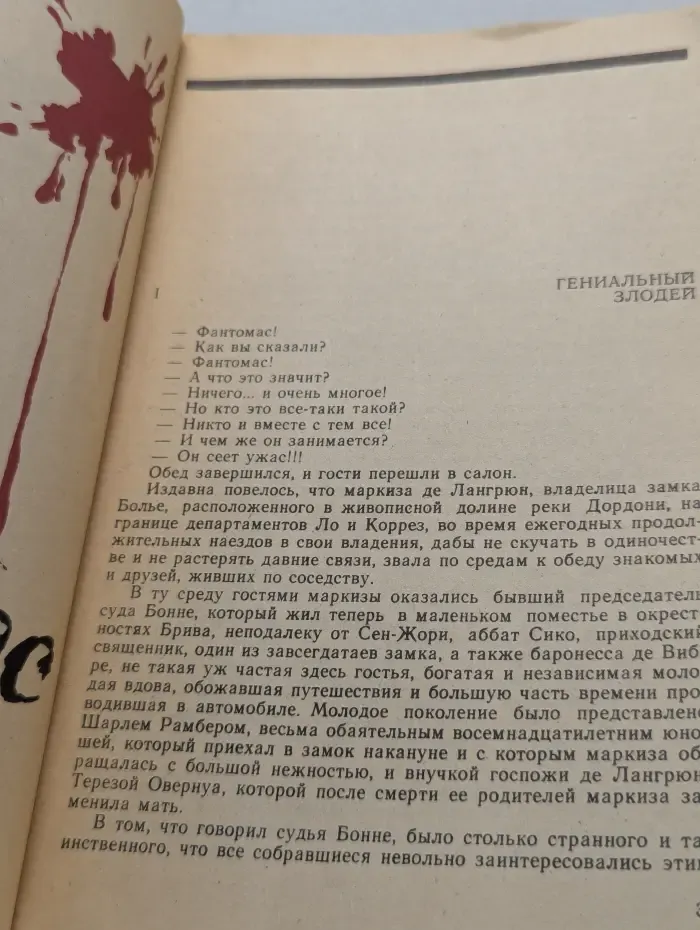 ГЕНИАЛЬНЫЙ
ЗЛОДЕЙ
I
— Фантомас!
— Как вы сказали?
— Фантомас!
— А что это значит?
— Ничего... и очень многое!
— Но кто это все-таки такой?
— Никто и вместе с тем все!
— И чем же он занимается?
— Он сеет ужас!!!
Обед завершился, и гости перешли в салон.
Издавна повелось, что маркиза де Лангрюн, владелица замка
Болье, расположенного в живописной долине реки Дордони, на
границе департаментов Ло и Коррез, во время ежегодных продол-
жительных наездов в свои владения, дабы не скучать в одиночест-
ве и не растерять давние связи, звала по средам к обеду знакомых
и друзей, живших по соседству.
В ту среду гостями маркизы оказались бывший председатель
суда Бонне, который жил теперь в маленьком поместье в окрест-
ностях Брива, неподалеку от Сен-Жори, аббат Сико, приходский
священник, один из завсегдатаев замка, а также баронесса де Виб-
ре, не такая уж частая здесь гостья, богатая и независимая моло-
дая вдова, обожавшая путешествия и большую часть времени про
водившая в автомобиле. Молодое поколение было представлено
Шарлем Рамбером, весьма обаятельным восемнадцатилетним юно
шей, который приехал в замок накануне и с которым маркиза об
ращалась с большой нежностью, и внучкой госпожи де Лангрюн
Терезой Овернуа, которой после смерти ее родителей маркиза за
менила мать.
В том, что говорил судья Бонне, было столько странного и та
инственного, что все собравшиеся невольно заинтересовались этим
ос